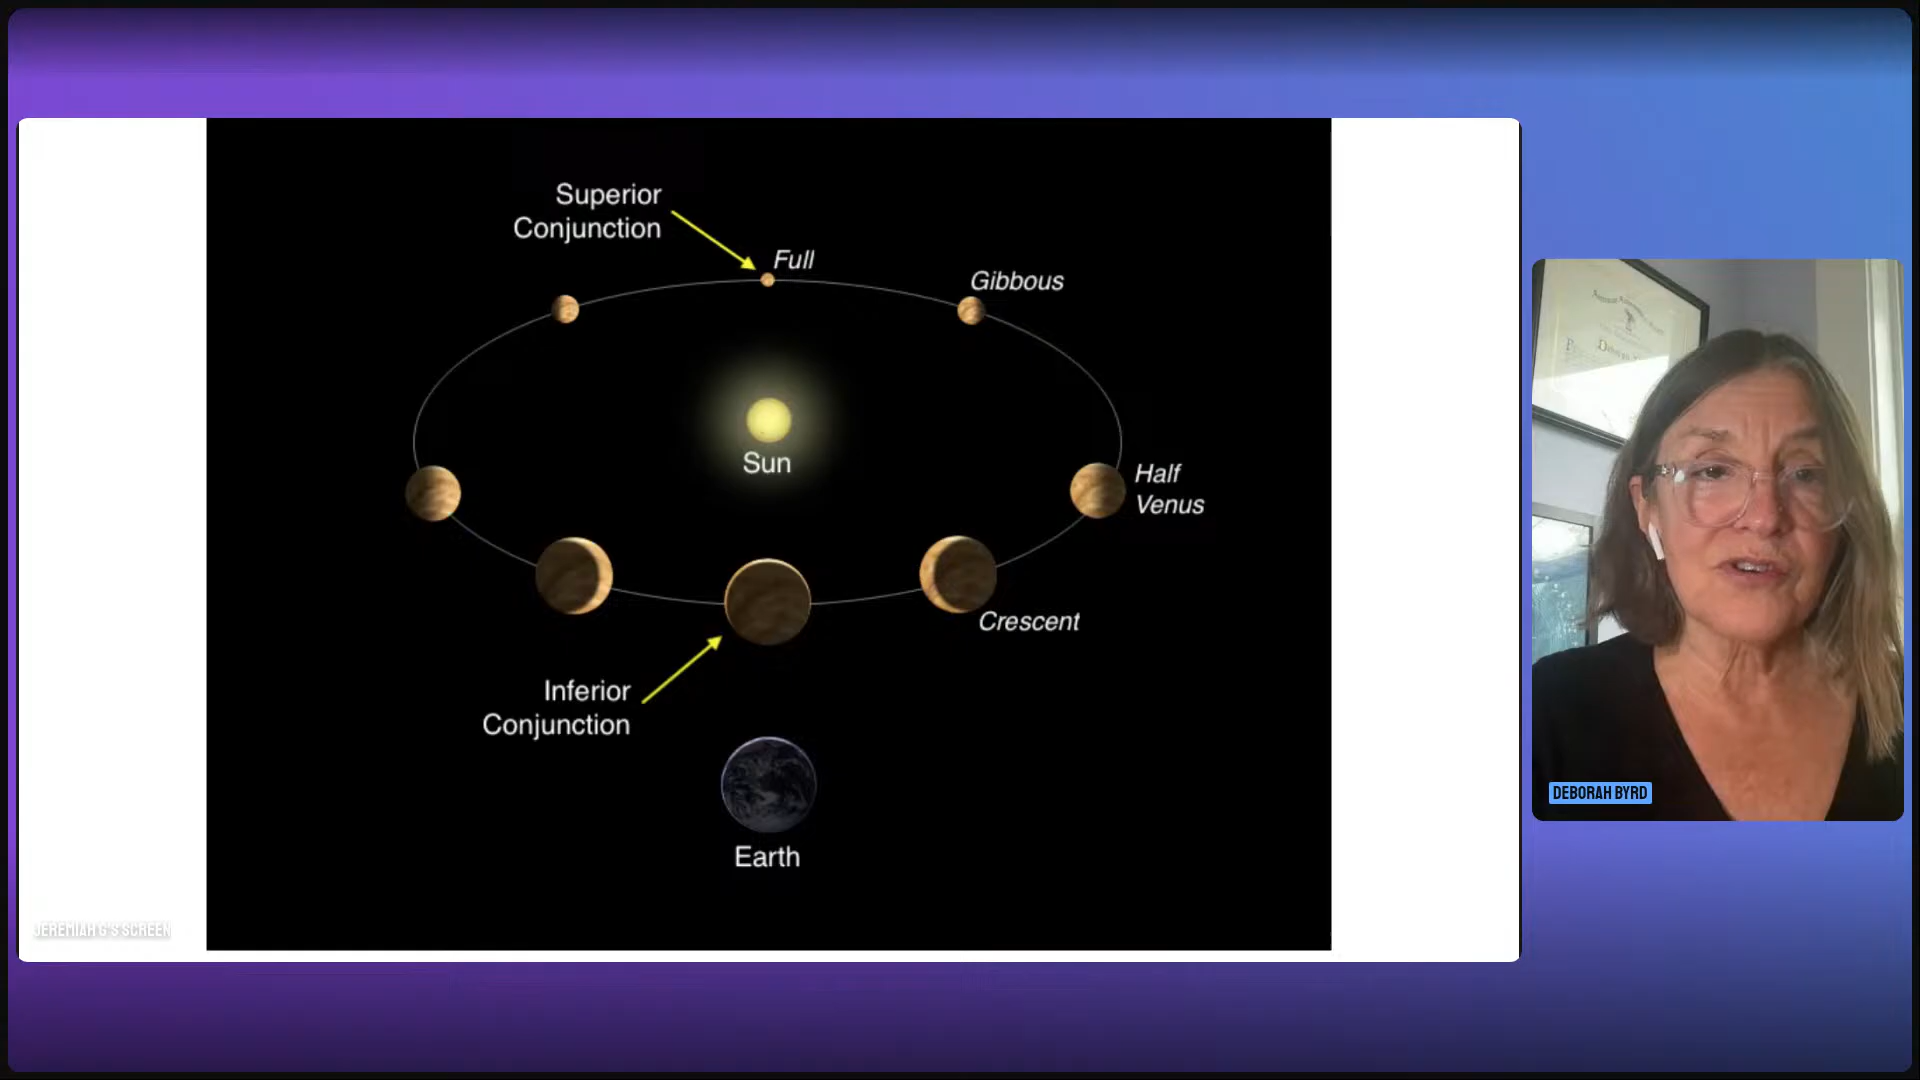 Superior
Conjunction
Full
Gibbous
Sun
Half
Venus
Crescent
Inferior
Conjunction
Earth
JEREMIAH G'S SCREEN
DEBORAH BYRD